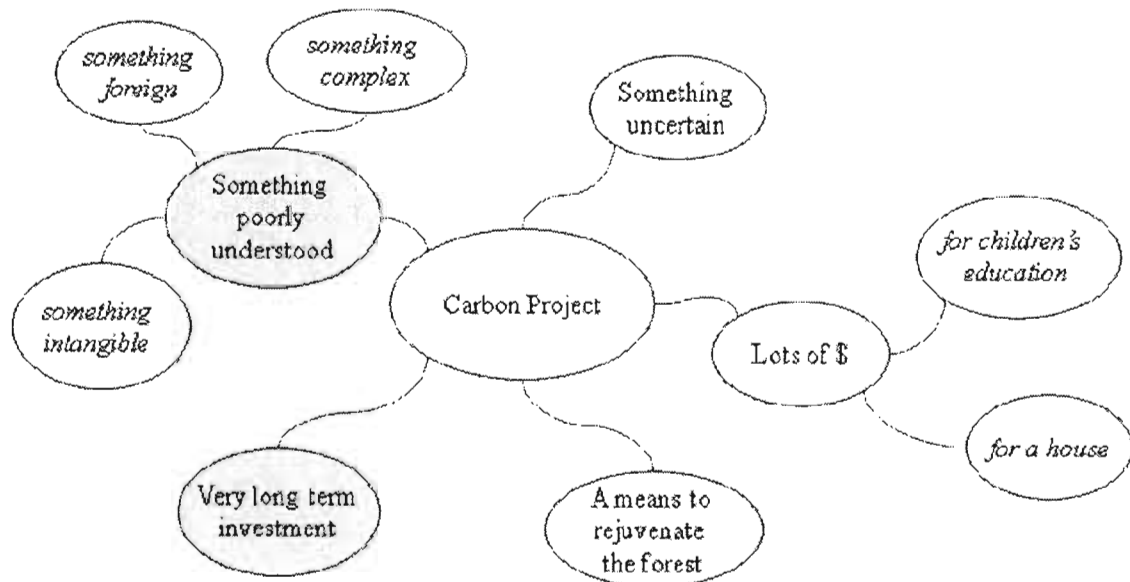 something
foreign
something
complex
Something
uncertain
Something
poorly
understood
for children's
education
something
intangible
Carbon Project
Lots of $
for a house
Very long term
investment
A means to
rejuvenate
the forest